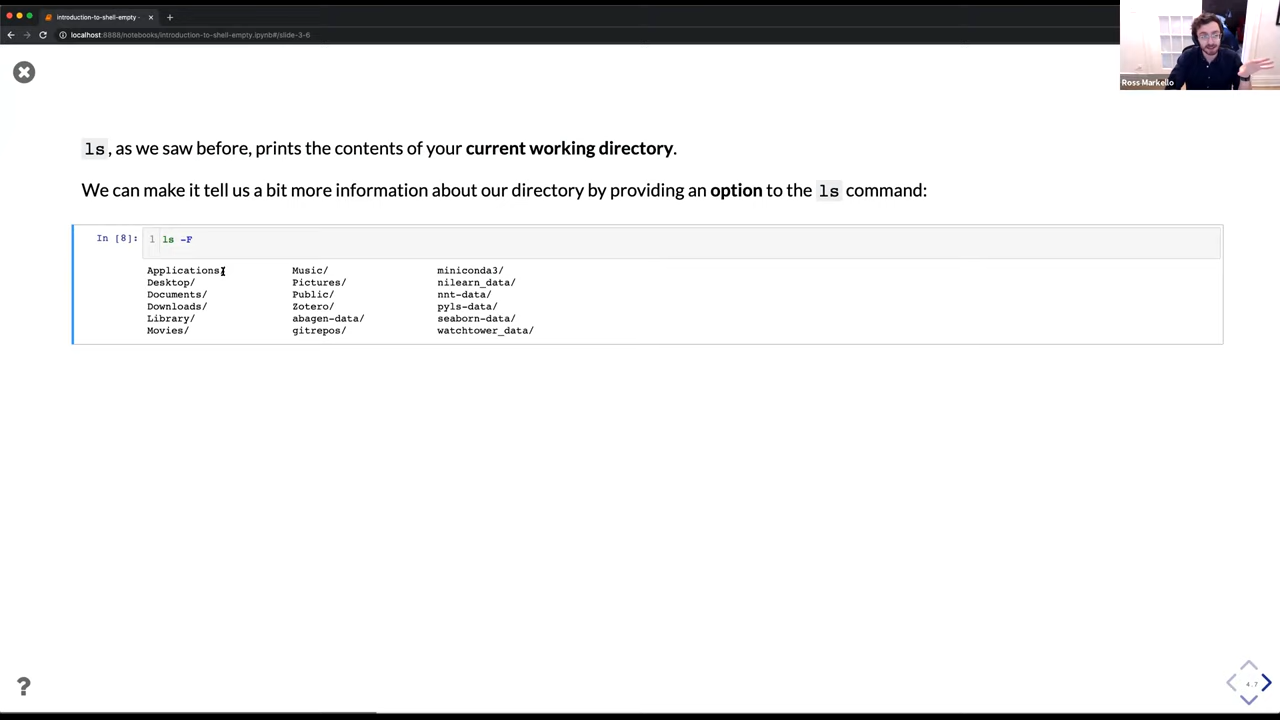 introduction-to-shell-empty -
localhost:8888/notebooks/introduction-to-shell-empty.ipynb#/slide-3-6
Ross Markello
ls, as we saw before, prints the contents of your current working directory.
We can make it tell us a bit more information about our directory by providing an option to the ls command:
In [8]: 1 ls -F
Applications/ Music/ miniconda3/
Desktop/ Pictures/ nilearn_data/
Documents/ Public/ nnt-data/
Downloads/ Zotero/ pyls-data/
Library/ abagen-data/ seaborn-data/
Movies/ gitrepos/ watchtower_data/
?
4.7